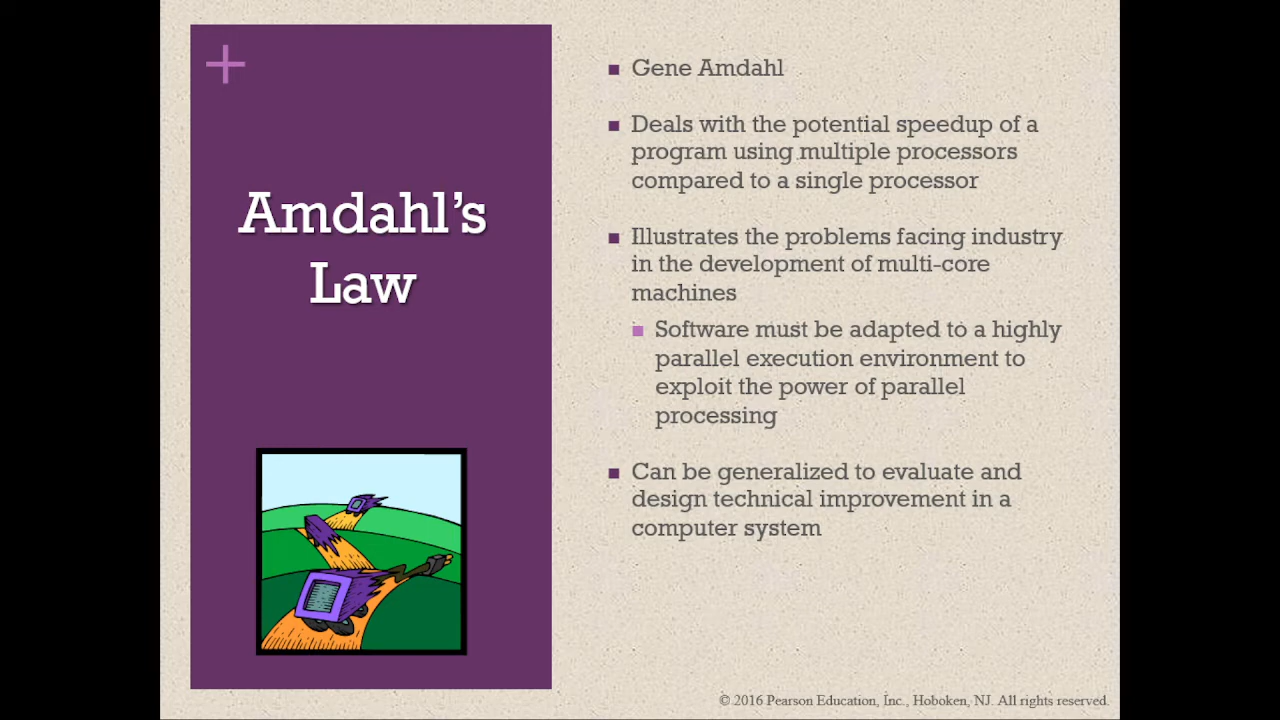 +
Amdahl’s
Law
■ Gene Amdahl
■ Deals with the potential speedup of a
program using multiple processors
compared to a single processor
■ Illustrates the problems facing industry
in the development of multi-core
machines
■ Software must be adapted to a highly
parallel execution environment to
exploit the power of parallel
processing
■ Can be generalized to evaluate and
design technical improvement in a
computer system
© 2016 Pearson Education, Inc., Hoboken, NJ. All rights reserved.